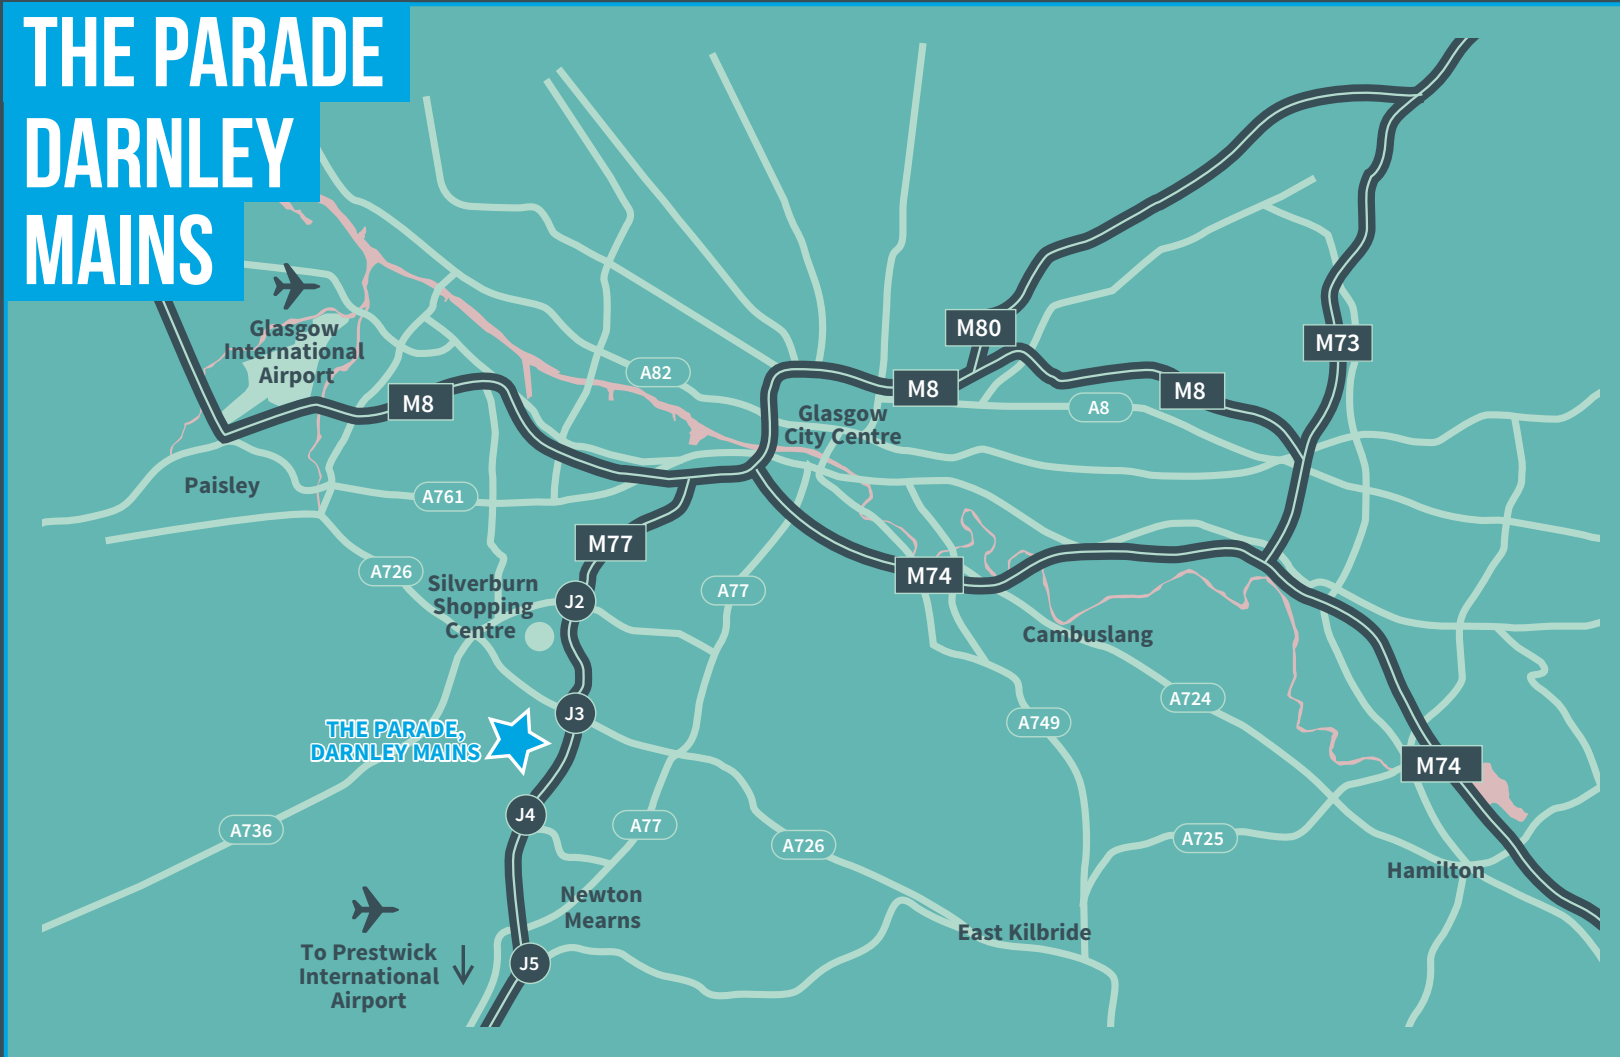 THE PARADE
DARNLEY
MAINS
Glasgow
International
Airport
M80
M73
A82
M8
M8
M8
A8
Glasgow
City Centre
Paisley
A761
M77
A726
Silverburn
Shopping
Centre
J2
A77
M74
Cambuslang
A724
J3
A749
THE PARADE,
DARNLEY MAINS
M74
J4
A77
A736
A726
A725
Hamilton
Newton
Mearns
East Kilbride
To Prestwick
International
Airport
J5